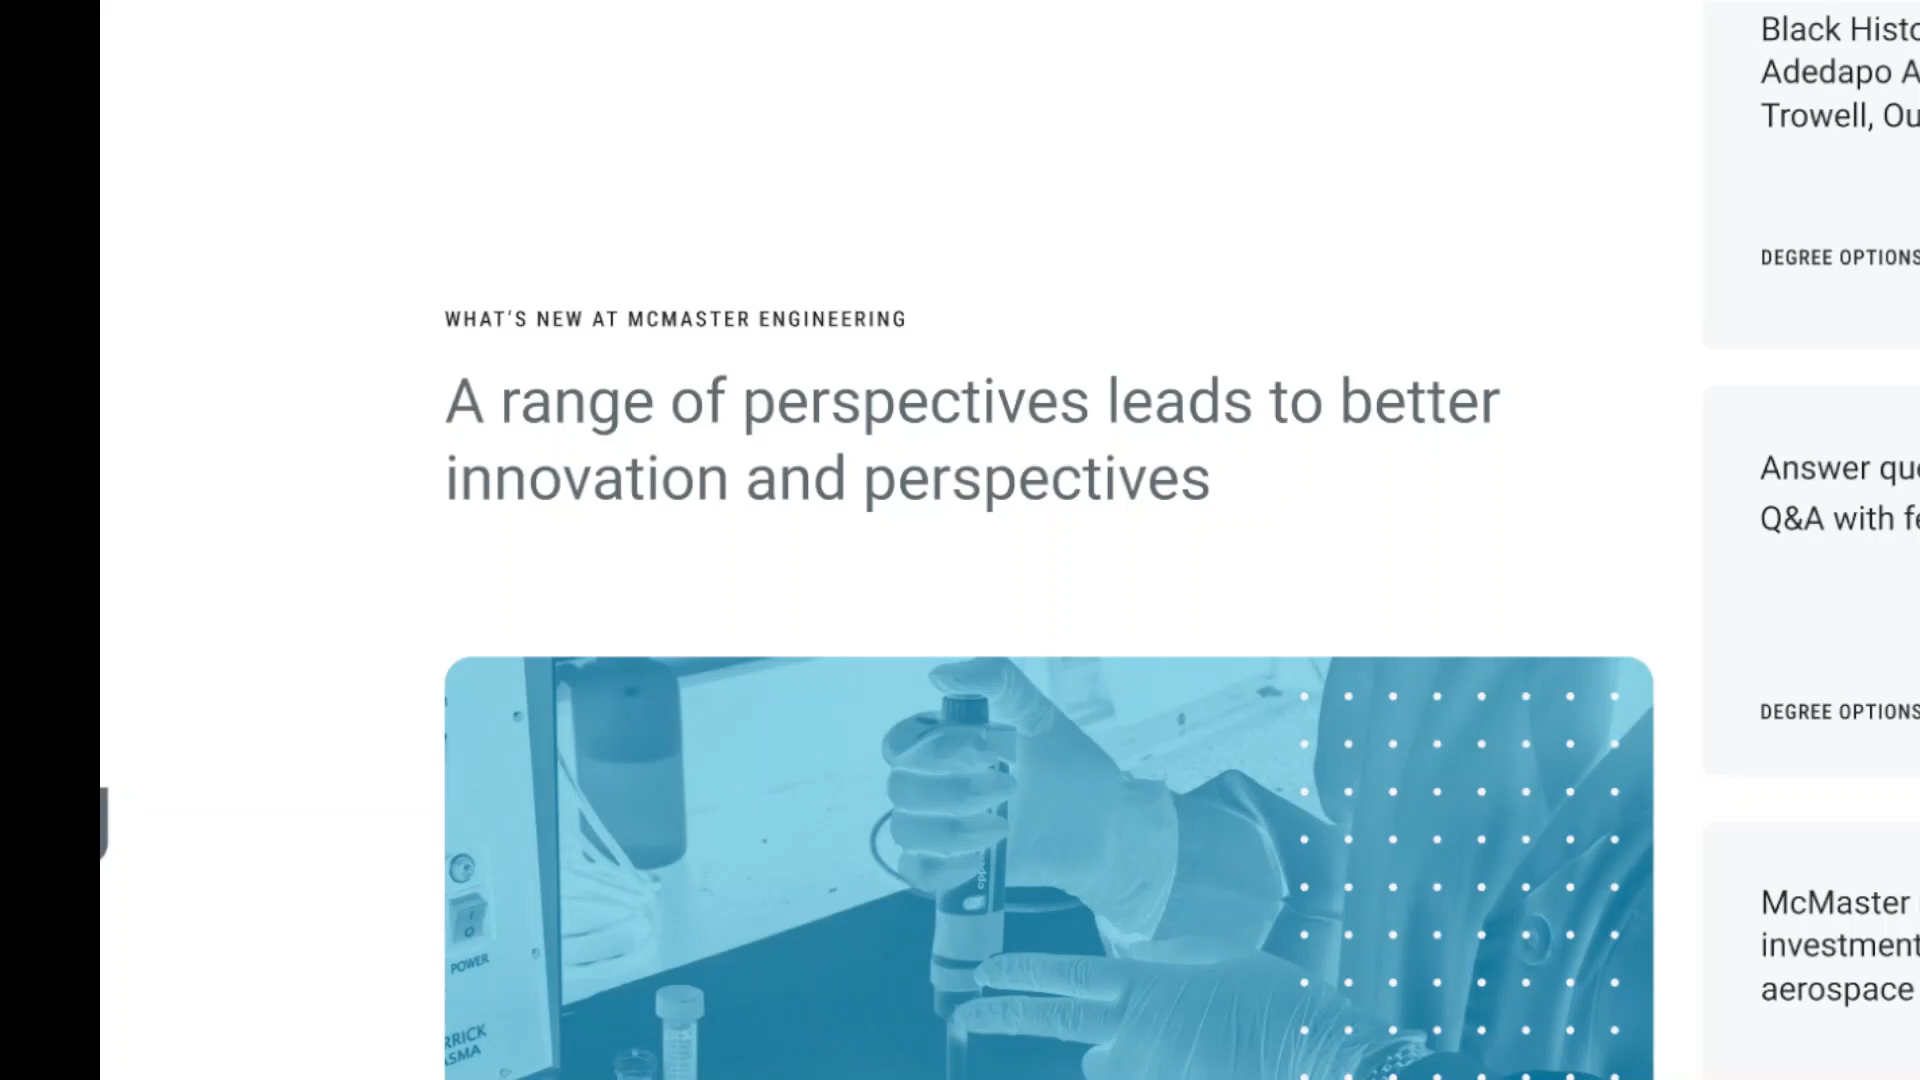 WHAT'S NEW AT MCMASTER ENGINEERING
A range of perspectives leads to better
innovation and perspectives
POWER
Black Histo
Adedapo A
Trowell, Ou
DEGREE OPTIONS
Answer que
Q&A with fe
DEGREE OPTIONS
McMaster
investment
aerospace